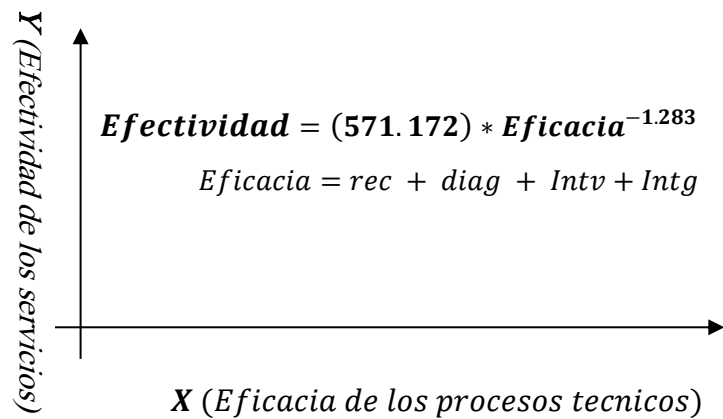 Y (Efectividad de los servicios)
Efectividad = (571.172) ∗ Eficacia^−1.283
Eficacia = rec + diag + Intv + Intg
X (Eficacia de los procesos tecnicos)